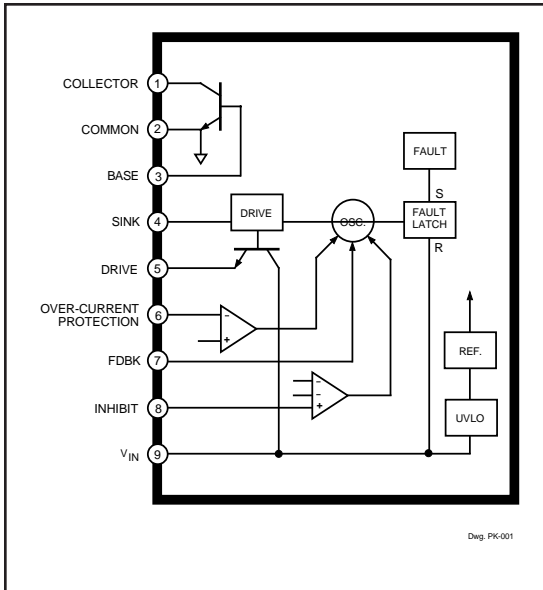 COLLECTOR
1
COMMON
2
BASE
3
FAULT
S
SINK
4
DRIVE
OSC.
FAULT
LATCH
R
DRIVE
5
OVER-CURRENT
PROTECTION
6
–
+
REF.
FDBK
7
–
–
+
INHIBIT
8
UVLO
VIN
9
Dwg. PK-001